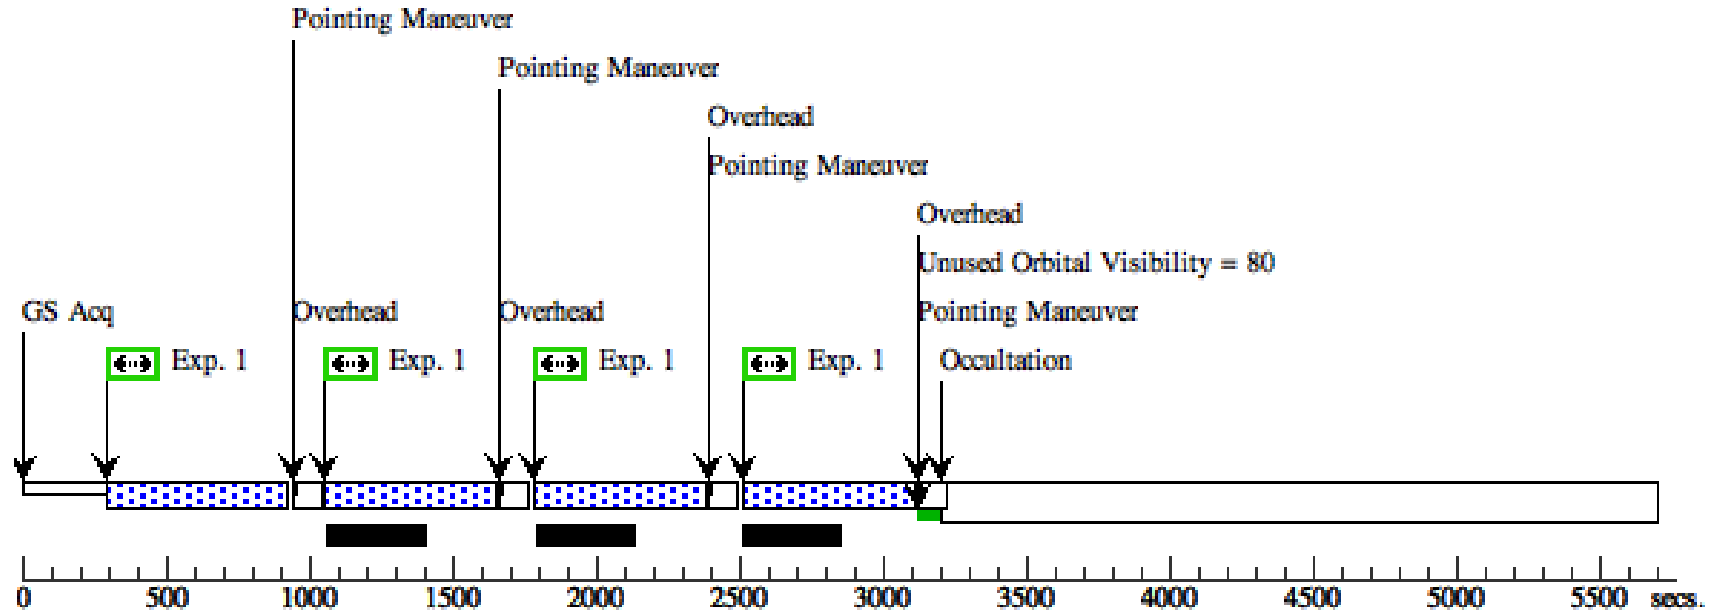 Pointing Maneuver
Pointing Maneuver
Overhead
Pointing Maneuver
Overhead
Unused Orbital Visibility = 80
GS Acq Overhead Overhead Pointing Maneuver
Exp. 1 Exp. 1 Exp. 1 Exp. 1 Occultation
0 500 1000 1500 2000 2500 3000 3500 4000 4500 5000 5500 secs.